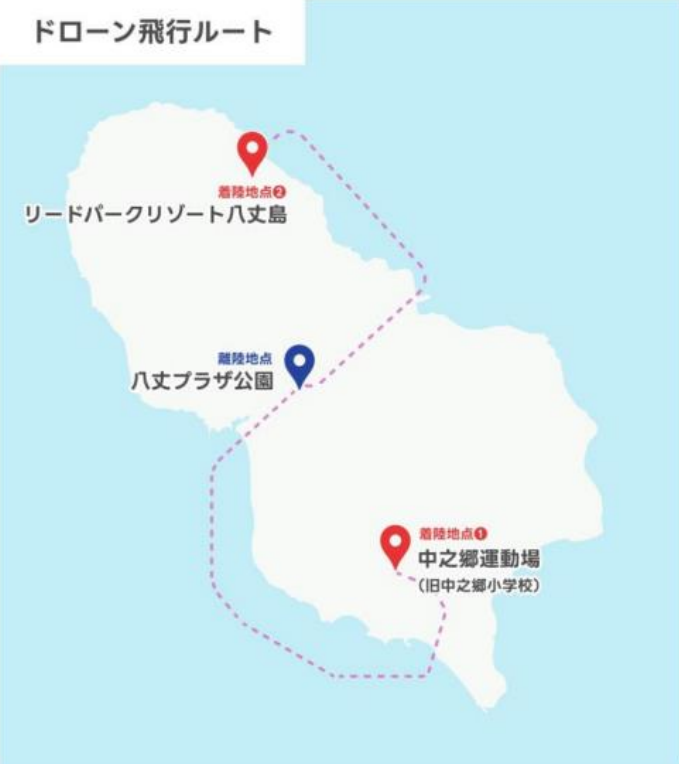 ドローン飛行ルート
着陸地点❷
リードパークリゾート八丈島
離陸地点
八丈プラザ公園
着陸地点❶
中之郷運動場
(旧中之郷小学校)